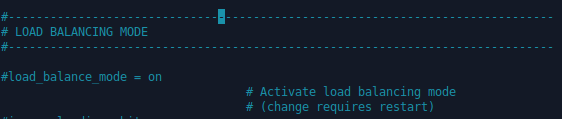 #------------------------------------------------------------------------------
# LOAD BALANCING MODE
#------------------------------------------------------------------------------
#load_balance_mode = on
# Activate load balancing mode
# (change requires restart)